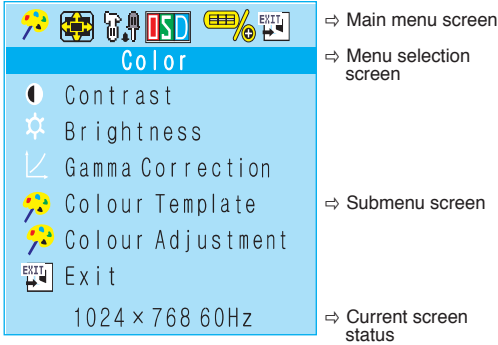 OSD EXIT ⇨ Main menu screen
Color ⇨ Menu selection
screen
Contrast
Brightness
Gamma Correction
Colour Template ⇨ Submenu screen
Colour Adjustment
EXIT Exit
1024 × 768 60Hz ⇨ Current screen
status